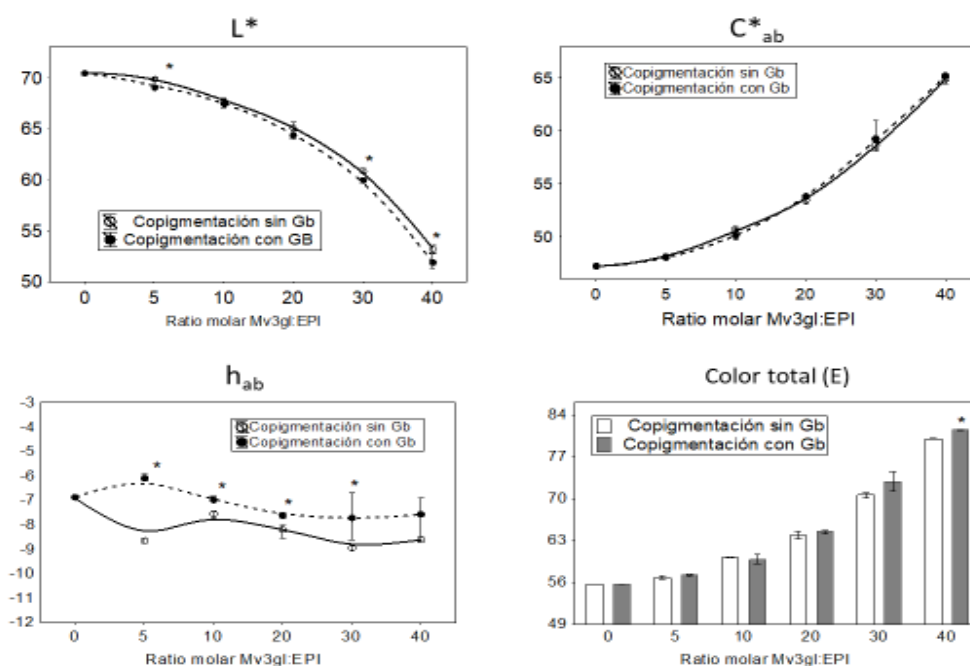 L*
70
65
60
55
50
*
*
*
Copigmentación sin Gb
Copigmentación con GB
0 5 10 20 30 40
Ratio molar Mv3gl:EPI
C*ab
65
60
55
50
Copigmentación sin Gb
Copigmentación con Gb
0 5 10 20 30 40
Ratio molar Mv3gl:EPI
hab
-3
-4
-5
-6
-7
-8
-9
-10
-11
-12
Copigmentación sin Gb
Copigmentación con Gb
* * * *
0 5 10 20 30 40
Ratio molar Mv3gl:EPI
Color total (E)
84
77
70
63
56
49
Copigmentación sin Gb
Copigmentación con Gb
*
0 5 10 20 30 40
Ratio molar Mv3gl:EPI